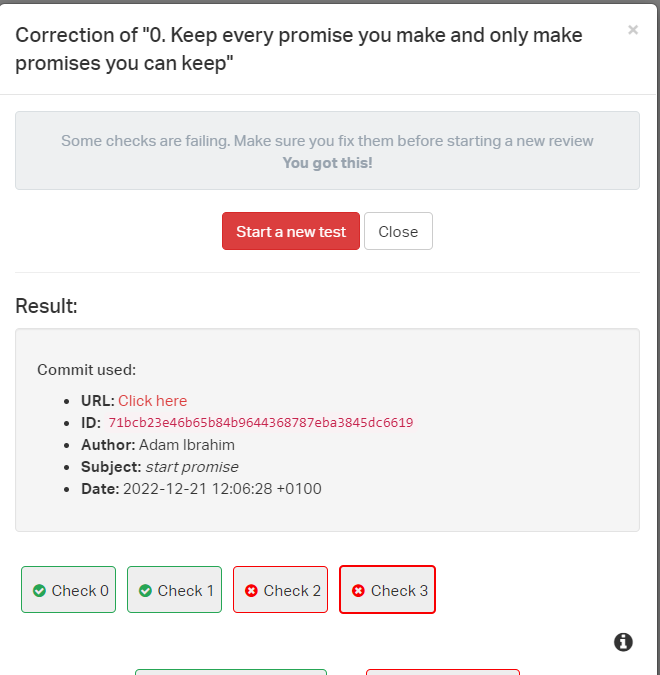 Correction of "0. Keep every promise you make and only make
promises you can keep"
×
Some checks are failing. Make sure you fix them before starting a new review
You got this!
Start a new test
Close
Result:
Commit used:
URL: Click here
ID: 71bcb23e46b65b84b9644368787eba3845dc6619
Author: Adam Ibrahim
Subject: start promise
Date: 2022-12-21 12:06:28 +0100
Check 0
Check 1
Check 2
Check 3